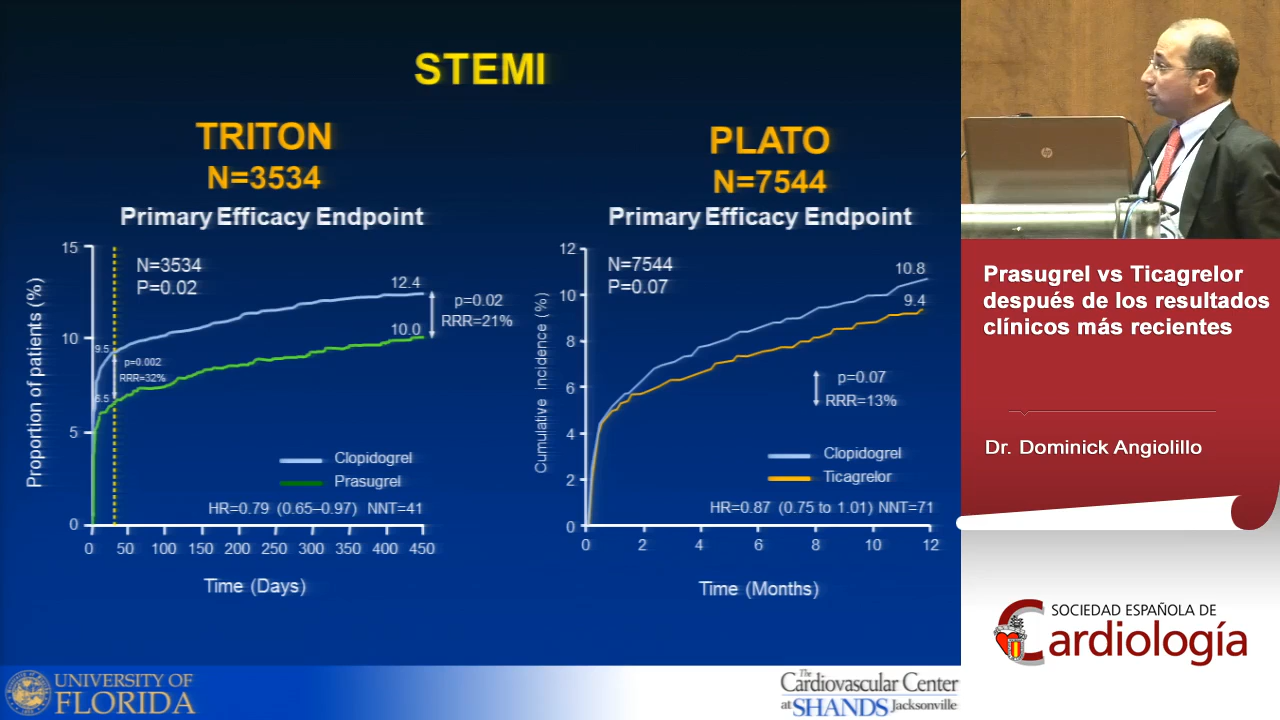 STEMI
TRITON
N=3534
Primary Efficacy Endpoint
15
10
5
0
Proportion of patients (%)
N=3534
P=0.02
12.4
10.0
p=0.02
RRR=21%
9.5
p=0.002
RRR=32%
6.5
Clopidogrel
Prasugrel
HR=0.79 (0.65–0.97) NNT=41
0 50 100 150 200 250 300 350 400 450
Time (Days)
PLATO
N=7544
Primary Efficacy Endpoint
12
10
8
6
4
2
0
Cumulative incidence (%)
N=7544
P=0.07
10.8
9.4
p=0.07
RRR=13%
Clopidogrel
Ticagrelor
HR=0.87 (0.75 to 1.01) NNT=71
0 2 4 6 8 10 12
Time (Months)
UNIVERSITY OF
FLORIDA
The
Cardiovascular Center
at SHANDS Jacksonville
hp
Prasugrel vs Ticagrelor
después de los resultados
clínicos más recientes
Dr. Dominick Angiolillo
SOCIEDAD ESPAÑOLA DE
Cardiología